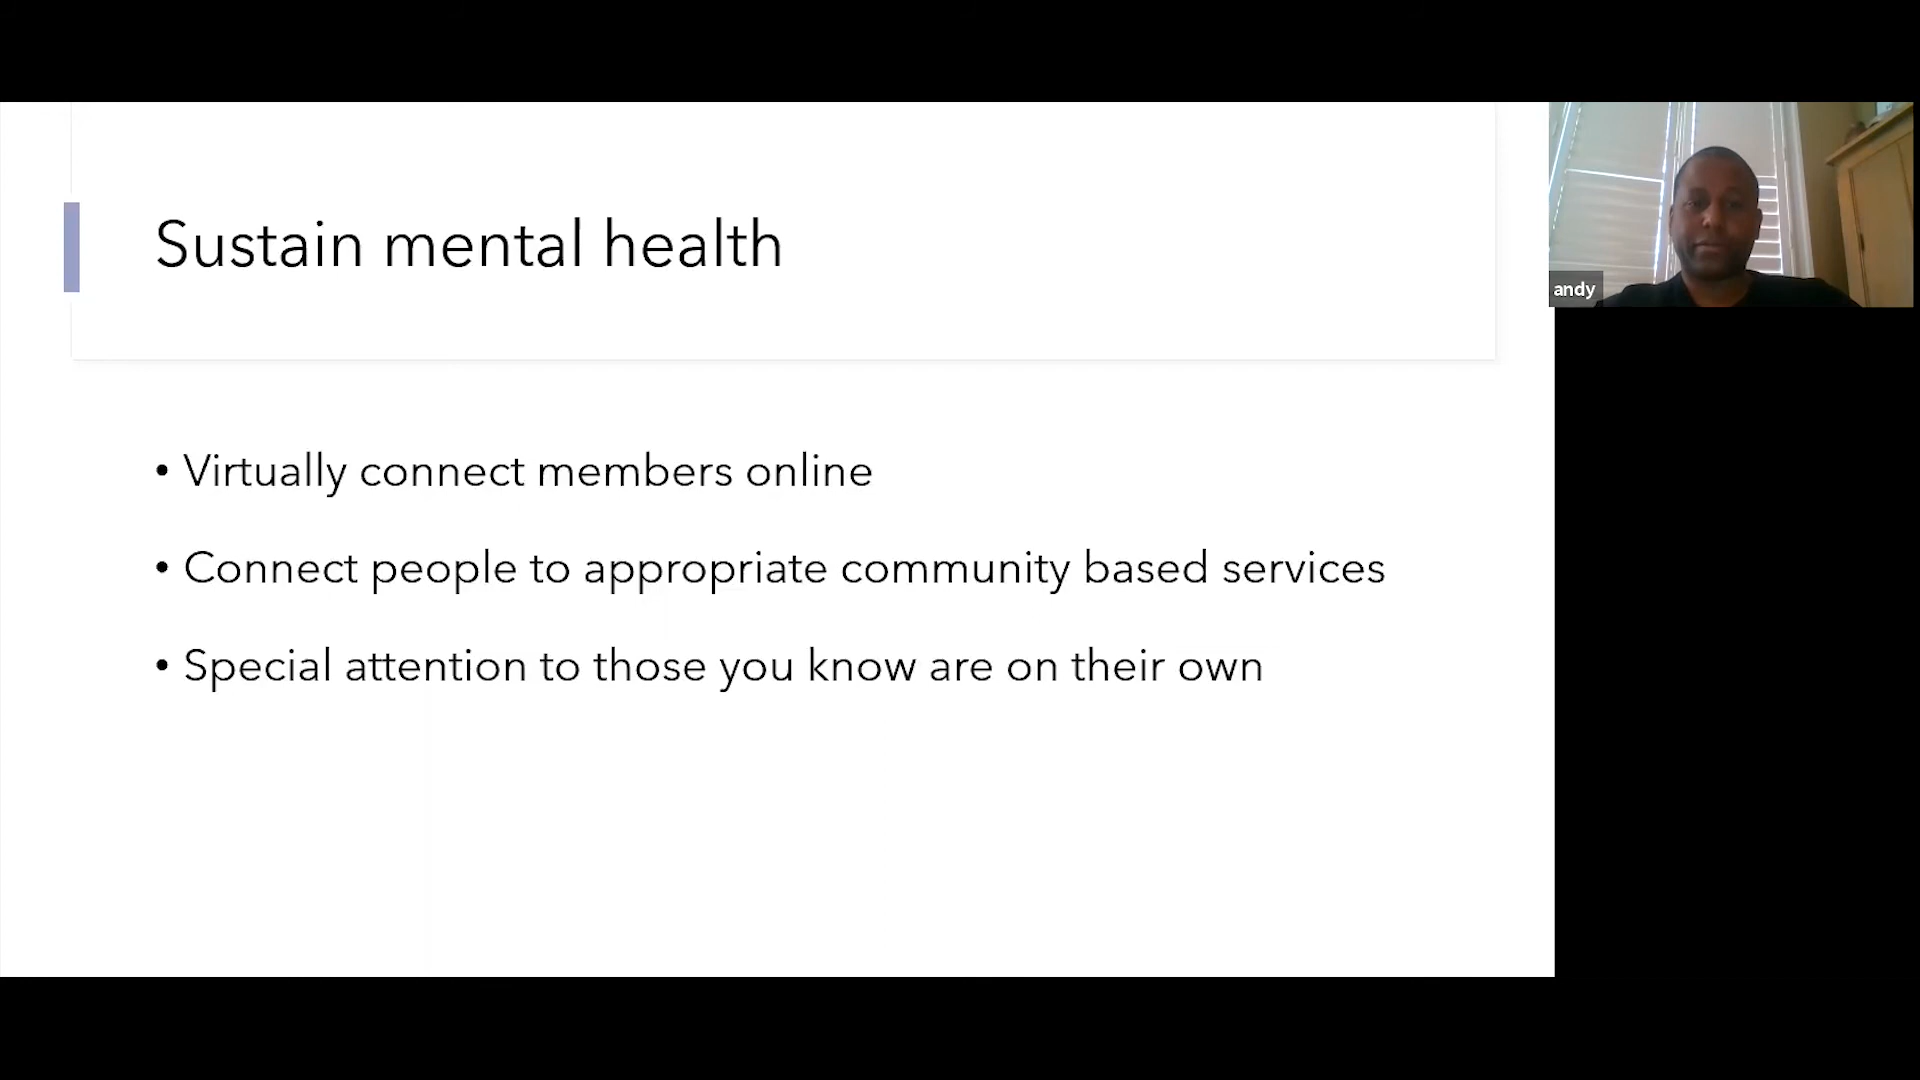 Sustain mental health
• Virtually connect members online
• Connect people to appropriate community based services
• Special attention to those you know are on their own
andy